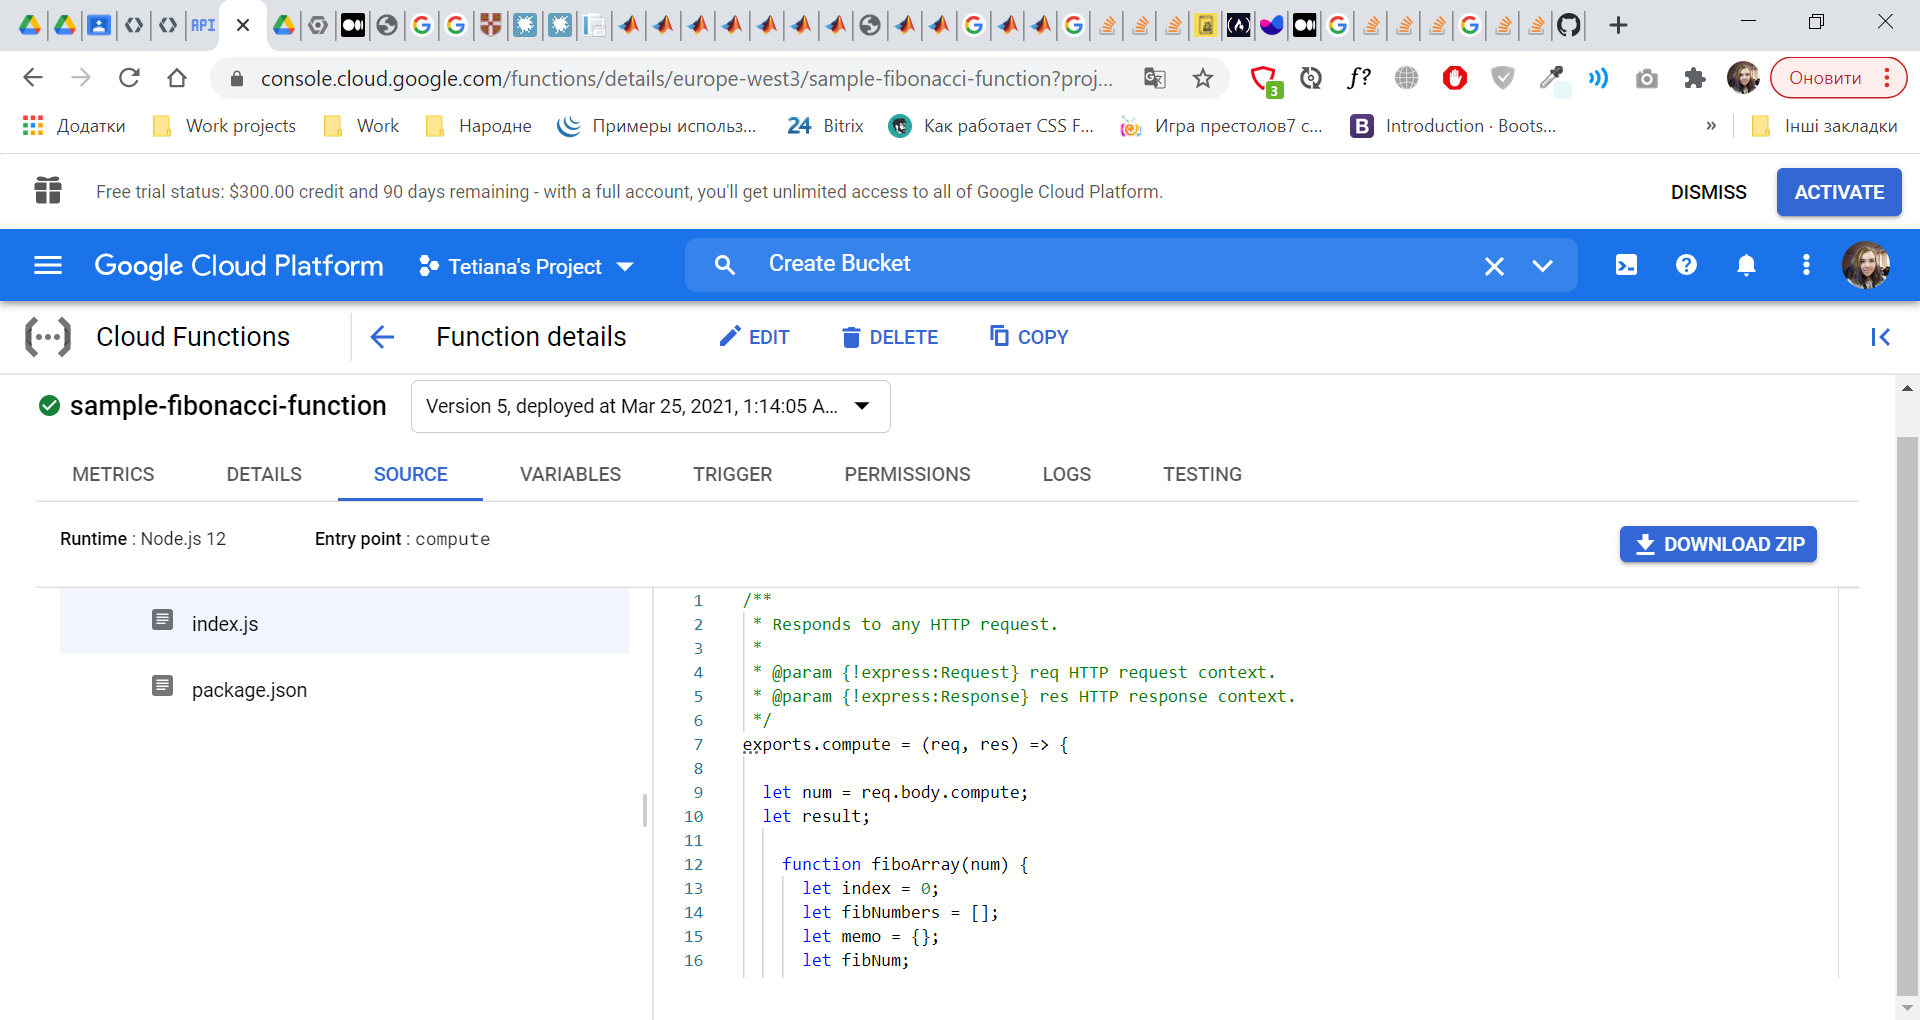 API
console.cloud.google.com/functions/details/europe-west3/sample-fibonacci-function?proj...
3
f?
Оновити
Додатки
Work projects
Work
Народне
Примеры использ...
24
Bitrix
Как работает CSS F...
Игра престолов7 с...
B
Introduction · Boots...
»
Інші закладки
Free trial status: $300.00 credit and 90 days remaining - with a full account, you'll get unlimited access to all of Google Cloud Platform.
DISMISS
ACTIVATE
Google Cloud Platform
Tetiana's Project
Create Bucket
Cloud Functions
Function details
EDIT
DELETE
COPY
sample-fibonacci-function
Version 5, deployed at Mar 25, 2021, 1:14:05 A...
METRICS
DETAILS
SOURCE
VARIABLES
TRIGGER
PERMISSIONS
LOGS
TESTING
Runtime : Node.js 12
Entry point : compute
DOWNLOAD ZIP
index.js
package.json
1 /**
2 * Responds to any HTTP request.
3 *
4 * @param {!express:Request} req HTTP request context.
5 * @param {!express:Response} res HTTP response context.
6 */
7 exports.compute = (req, res) => {
8
9 let num = req.body.compute;
10 let result;
11
12 function fiboArray(num) {
13 let index = 0;
14 let fibNumbers = [];
15 let memo = {};
16 let fibNum;